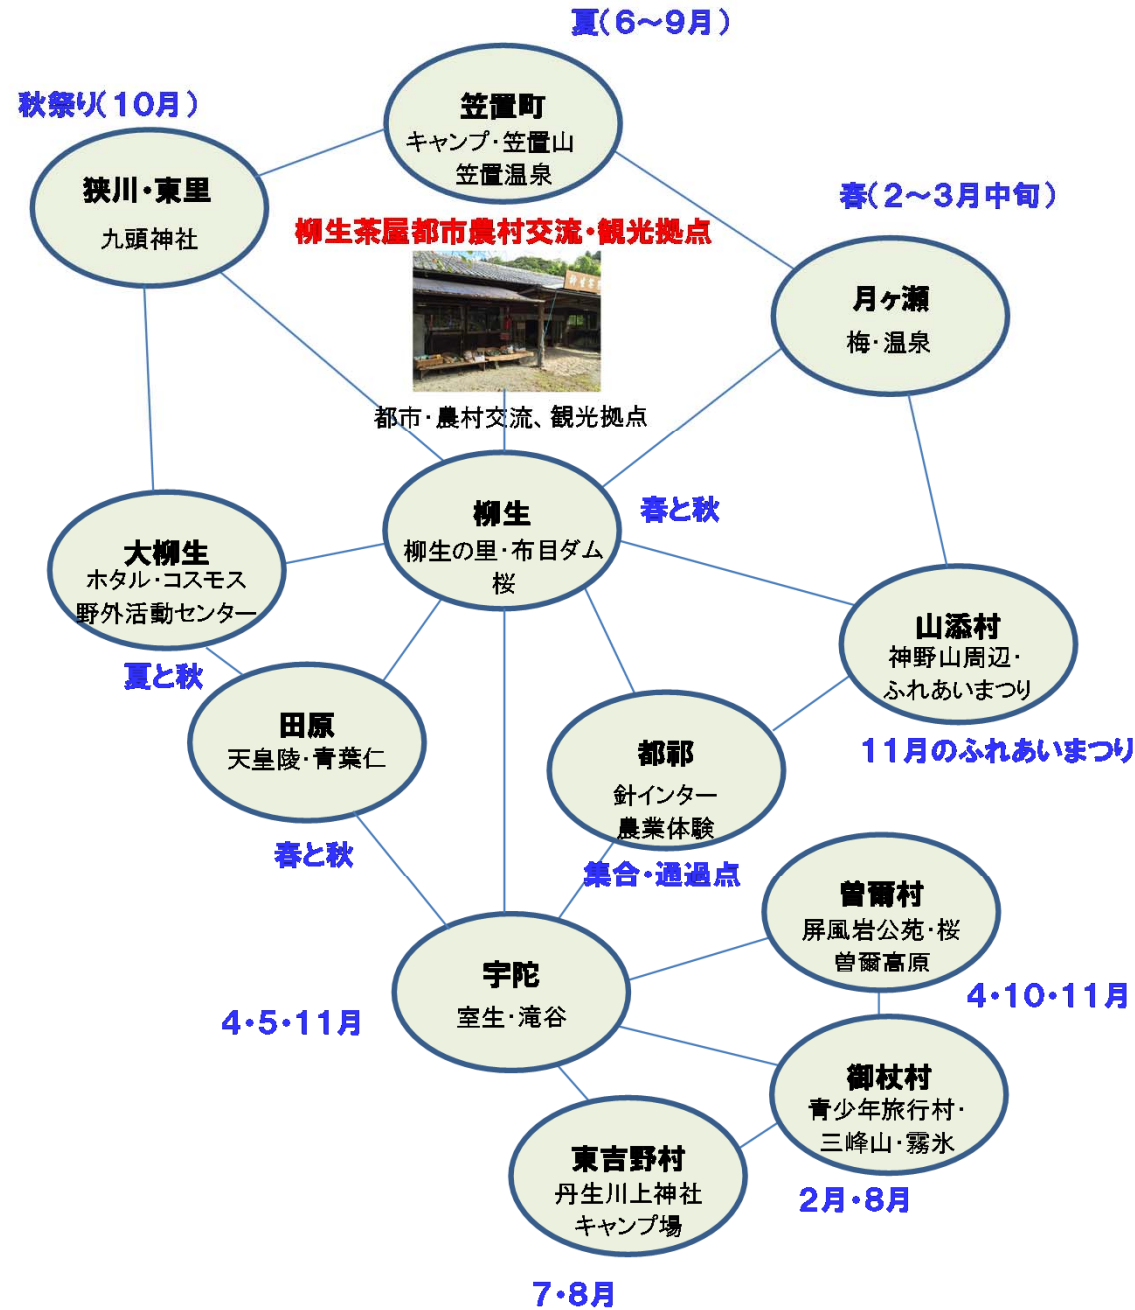 夏(6～9月)
秋祭り(10月)
笠置町
キャンプ・笠置山
笠置温泉
狭川・東里
九頭神社
春(2～3月中旬)
柳生茶屋都市農村交流・観光拠点
月ヶ瀬
梅・温泉
都市・農村交流、観光拠点
柳生
柳生の里・布目ダム
桜
春と秋
大柳生
ホタル・コスモス
野外活動センター
夏と秋
山添村
神野山周辺・
ふれあいまつり
11月のふれあいまつり
田原
天皇陵・青葉仁
春と秋
都祁
針インター
農業体験
集合・通過点
曽爾村
屏風岩公苑・桜
曽爾高原
4・10・11月
宇陀
室生・滝谷
4・5・11月
御杖村
青少年旅行村・
三峰山・霧氷
2月・8月
東吉野村
丹生川上神社
キャンプ場
7・8月